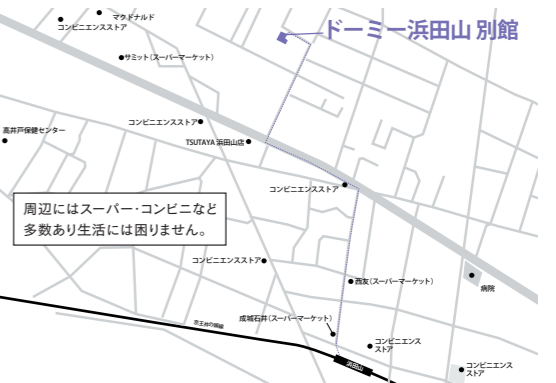 マクドナルド
コンビニエンスストア
ドーミー浜田山 別館
サミット(スーパーマーケット)
コンビニエンスストア
高井戸保健センター
TSUTAYA 浜田山店
コンビニエンスストア
周辺にはスーパー・コンビニなど
多数あり生活には困りません。
コンビニエンスストア
西友(スーパーマーケット)
病院
成城石井(スーパーマーケット)
京王井の頭線
コンビニエンス
ストア
浜田山
コンビニエンス
ストア